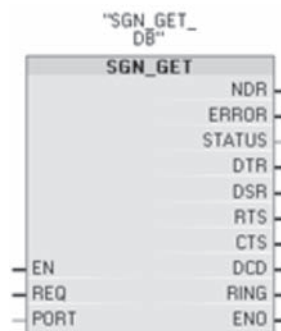 "SGN_GET_
DB"
SGN_GET
NDR
ERROR
STATUS
DTR
DSR
RTS
CTS
EN DCD
REQ RING
PORT ENO